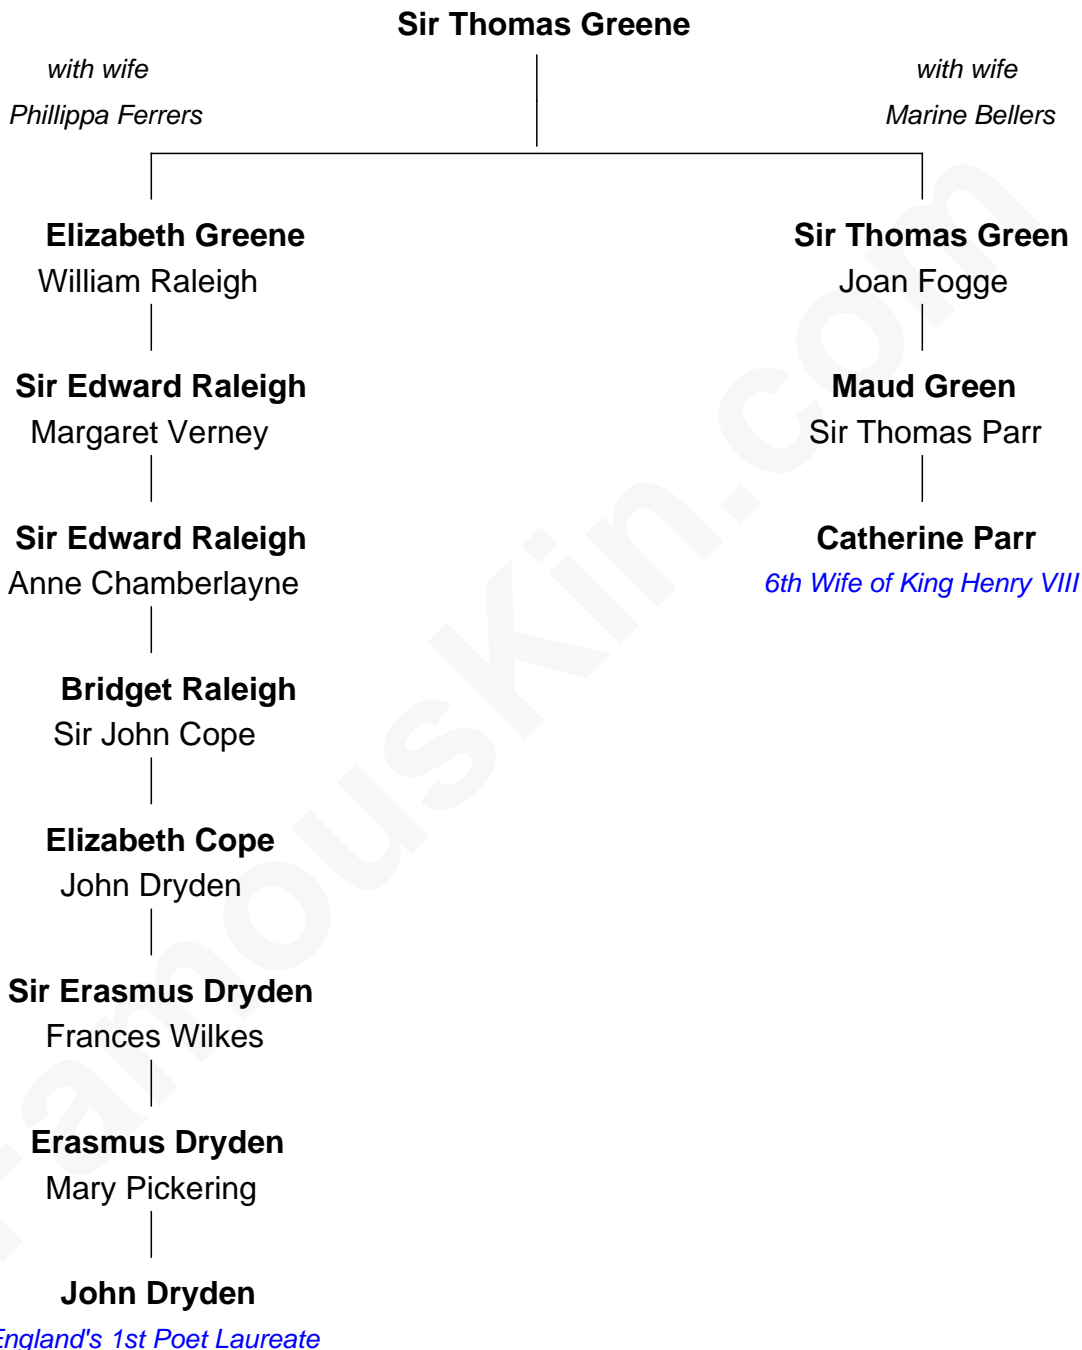 Sir Thomas Greene
with wife
Phillippa Ferrers
with wife
Marine Bellers
Elizabeth Greene
William Raleigh
Sir Edward Raleigh
Margaret Verney
Sir Edward Raleigh
Anne Chamberlayne
Bridget Raleigh
Sir John Cope
Elizabeth Cope
John Dryden
Sir Erasmus Dryden
Frances Wilkes
Erasmus Dryden
Mary Pickering
John Dryden
England's 1st Poet Laureate
Sir Thomas Green
Joan Fogge
Maud Green
Sir Thomas Parr
Catherine Parr
6th Wife of King Henry VIII
FamousKin.com